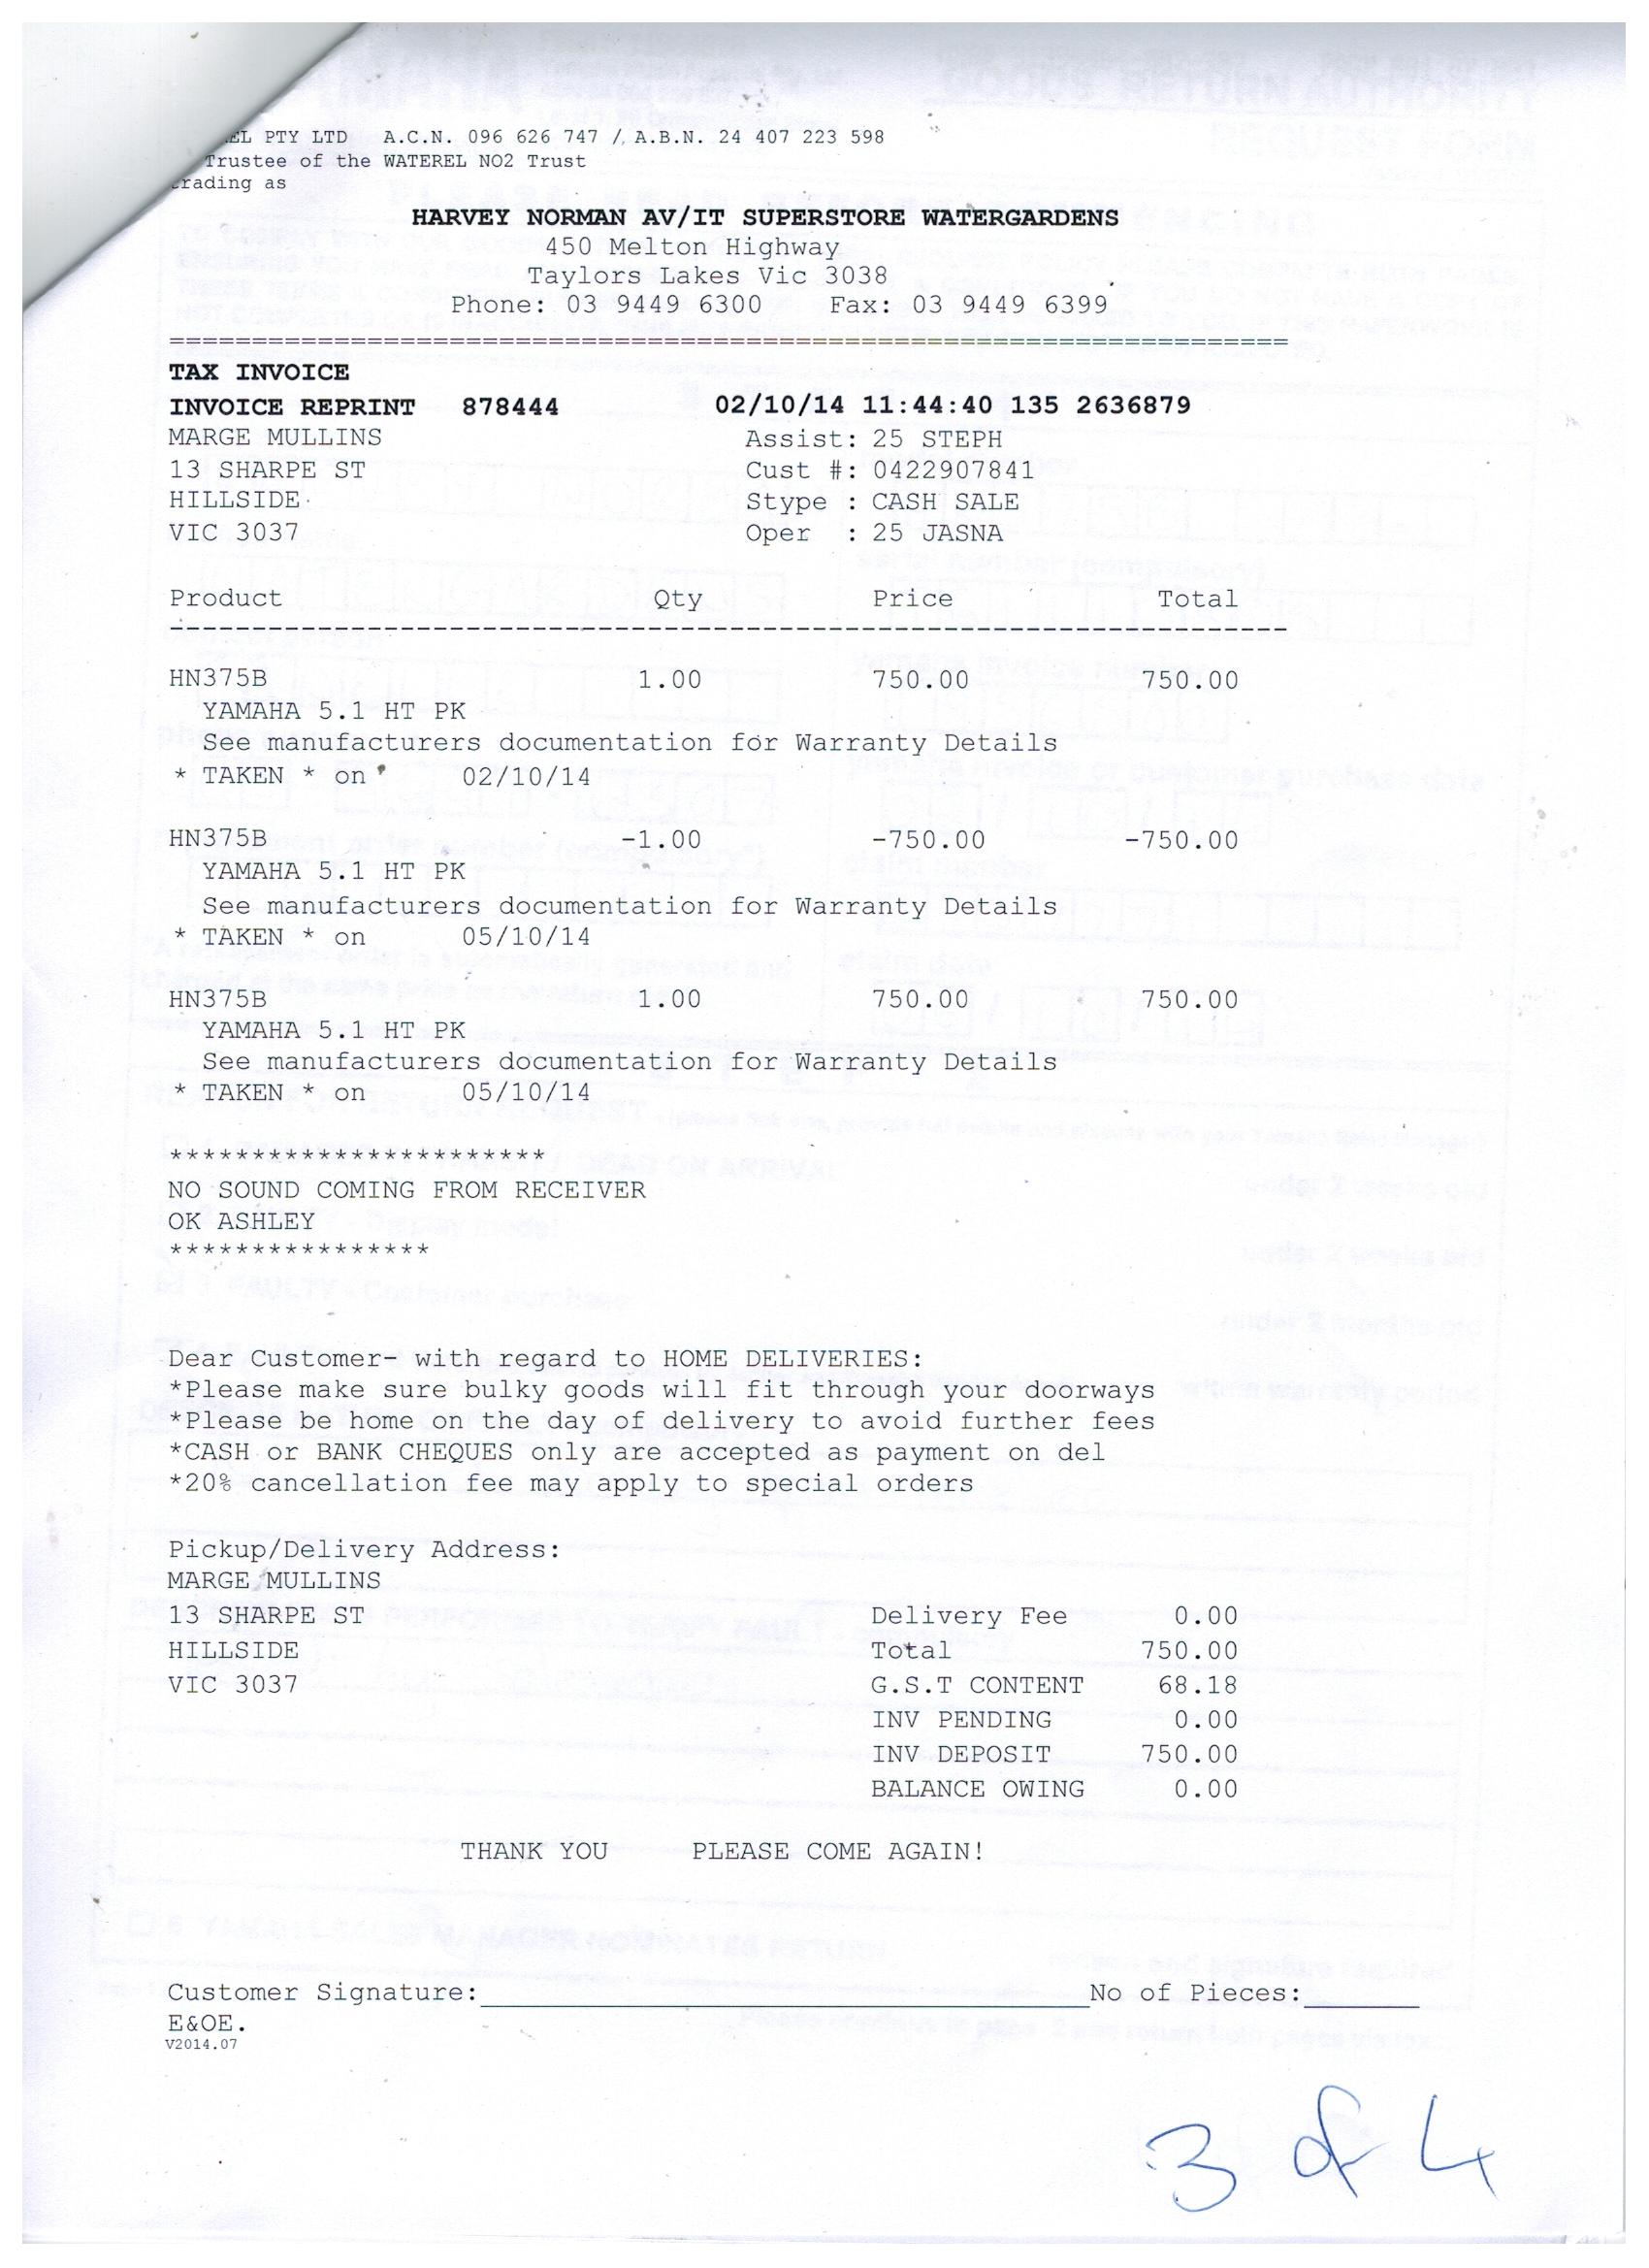 PTY LTD A.C.N. 096 626 747 / A.B.N. 24 407 223 598
Trustee of the WATEREL NO2 Trust
rading as
HARVEY NORMAN AV/IT SUPERSTORE WATERGARDENS
450 Melton Highway
Taylors Lakes Vic 3038
Phone: 03 9449 6300 Fax: 03 9449 6399
====================================================================
TAX INVOICE
INVOICE REPRINT 878444 02/10/14 11:44:40 135 2636879
MARGE MULLINS Assist: 25 STEPH
13 SHARPE ST Cust #: 0422907841
HILLSIDE Stype : CASH SALE
VIC 3037 Oper : 25 JASNA
Product Qty Price Total
--------------------------------------------------------------------
HN375B 1.00 750.00 750.00
YAMAHA 5.1 HT PK
See manufacturers documentation for Warranty Details
* TAKEN * on 02/10/14
HN375B -1.00 -750.00 -750.00
YAMAHA 5.1 HT PK
See manufacturers documentation for Warranty Details
* TAKEN * on 05/10/14
HN375B 1.00 750.00 750.00
YAMAHA 5.1 HT PK
See manufacturers documentation for Warranty Details
* TAKEN * on 05/10/14
***********************
NO SOUND COMING FROM RECEIVER
OK ASHLEY
****************
Dear Customer- with regard to HOME DELIVERIES:
*Please make sure bulky goods will fit through your doorways
*Please be home on the day of delivery to avoid further fees
*CASH or BANK CHEQUES only are accepted as payment on del
*20% cancellation fee may apply to special orders
Pickup/Delivery Address:
MARGE MULLINS
13 SHARPE ST Delivery Fee 0.00
HILLSIDE Total 750.00
VIC 3037 G.S.T CONTENT 68.18
INV PENDING 0.00
INV DEPOSIT 750.00
BALANCE OWING 0.00
THANK YOU PLEASE COME AGAIN!
Customer Signature:____________ No of Pieces:_______
E&OE.
V2014.07
3 of 4